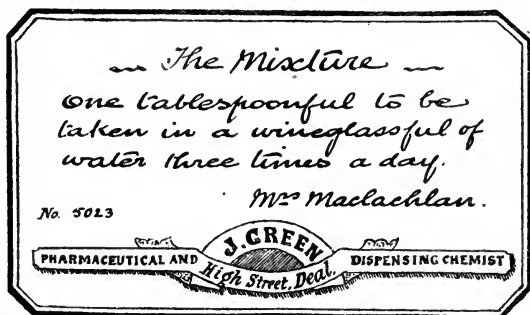 The Mixture
One tablespoonful to be
taken in a wineglassful of
water three times a day.
Mrs Maclachlan.
No. 5023
J. GREEN
PHARMACEUTICAL AND High Street, Deal. DISPENSING CHEMIST